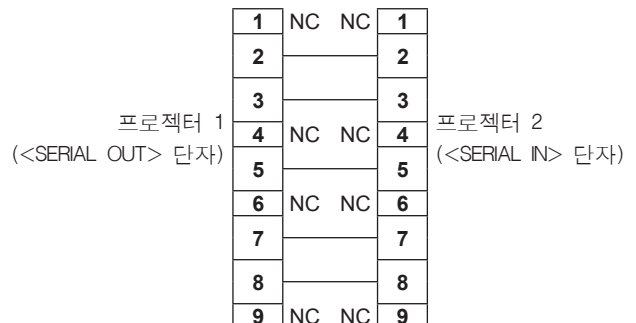 1 NC NC 1
2 2
3 3
프로젝터 1
(<SERIAL OUT> 단자)
4 NC NC 4
프로젝터 2
(<SERIAL IN> 단자)
5 5
6 NC NC 6
7 7
8 8
9 NC NC 9